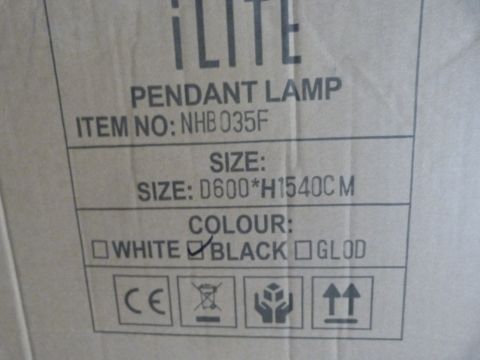 iLITE
PENDANT LAMP
ITEM NO: NHB035F
SIZE:
SIZE: D600*H1540CM
COLOUR:
WHITE BLACK GLOD
CE